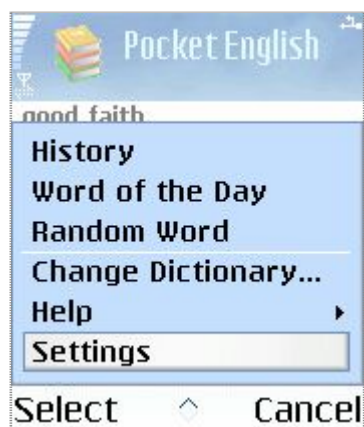 Pocket English
good faith
History
Word of the Day
Random Word
Change Dictionary...
Help
Settings
Select Cancel